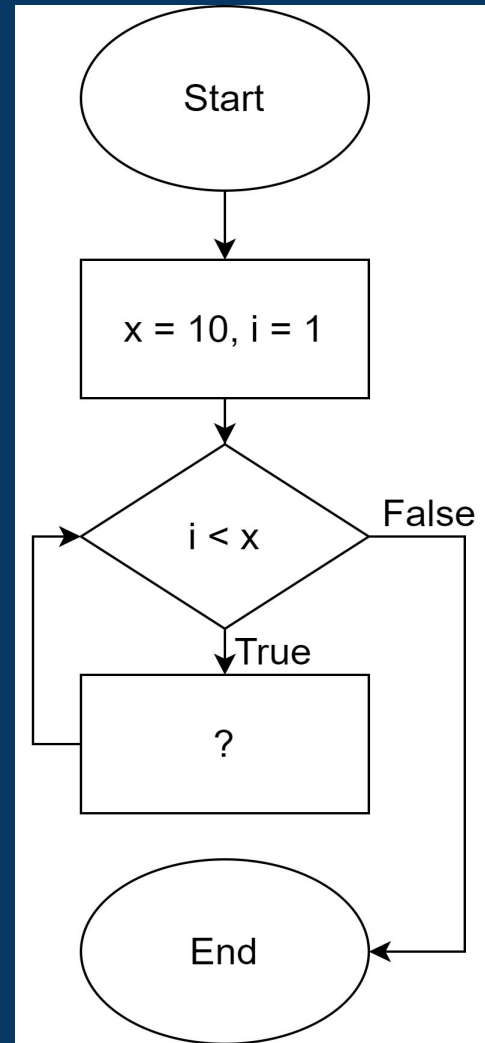 Start
x = 10, i = 1
i < x
False
True
?
End